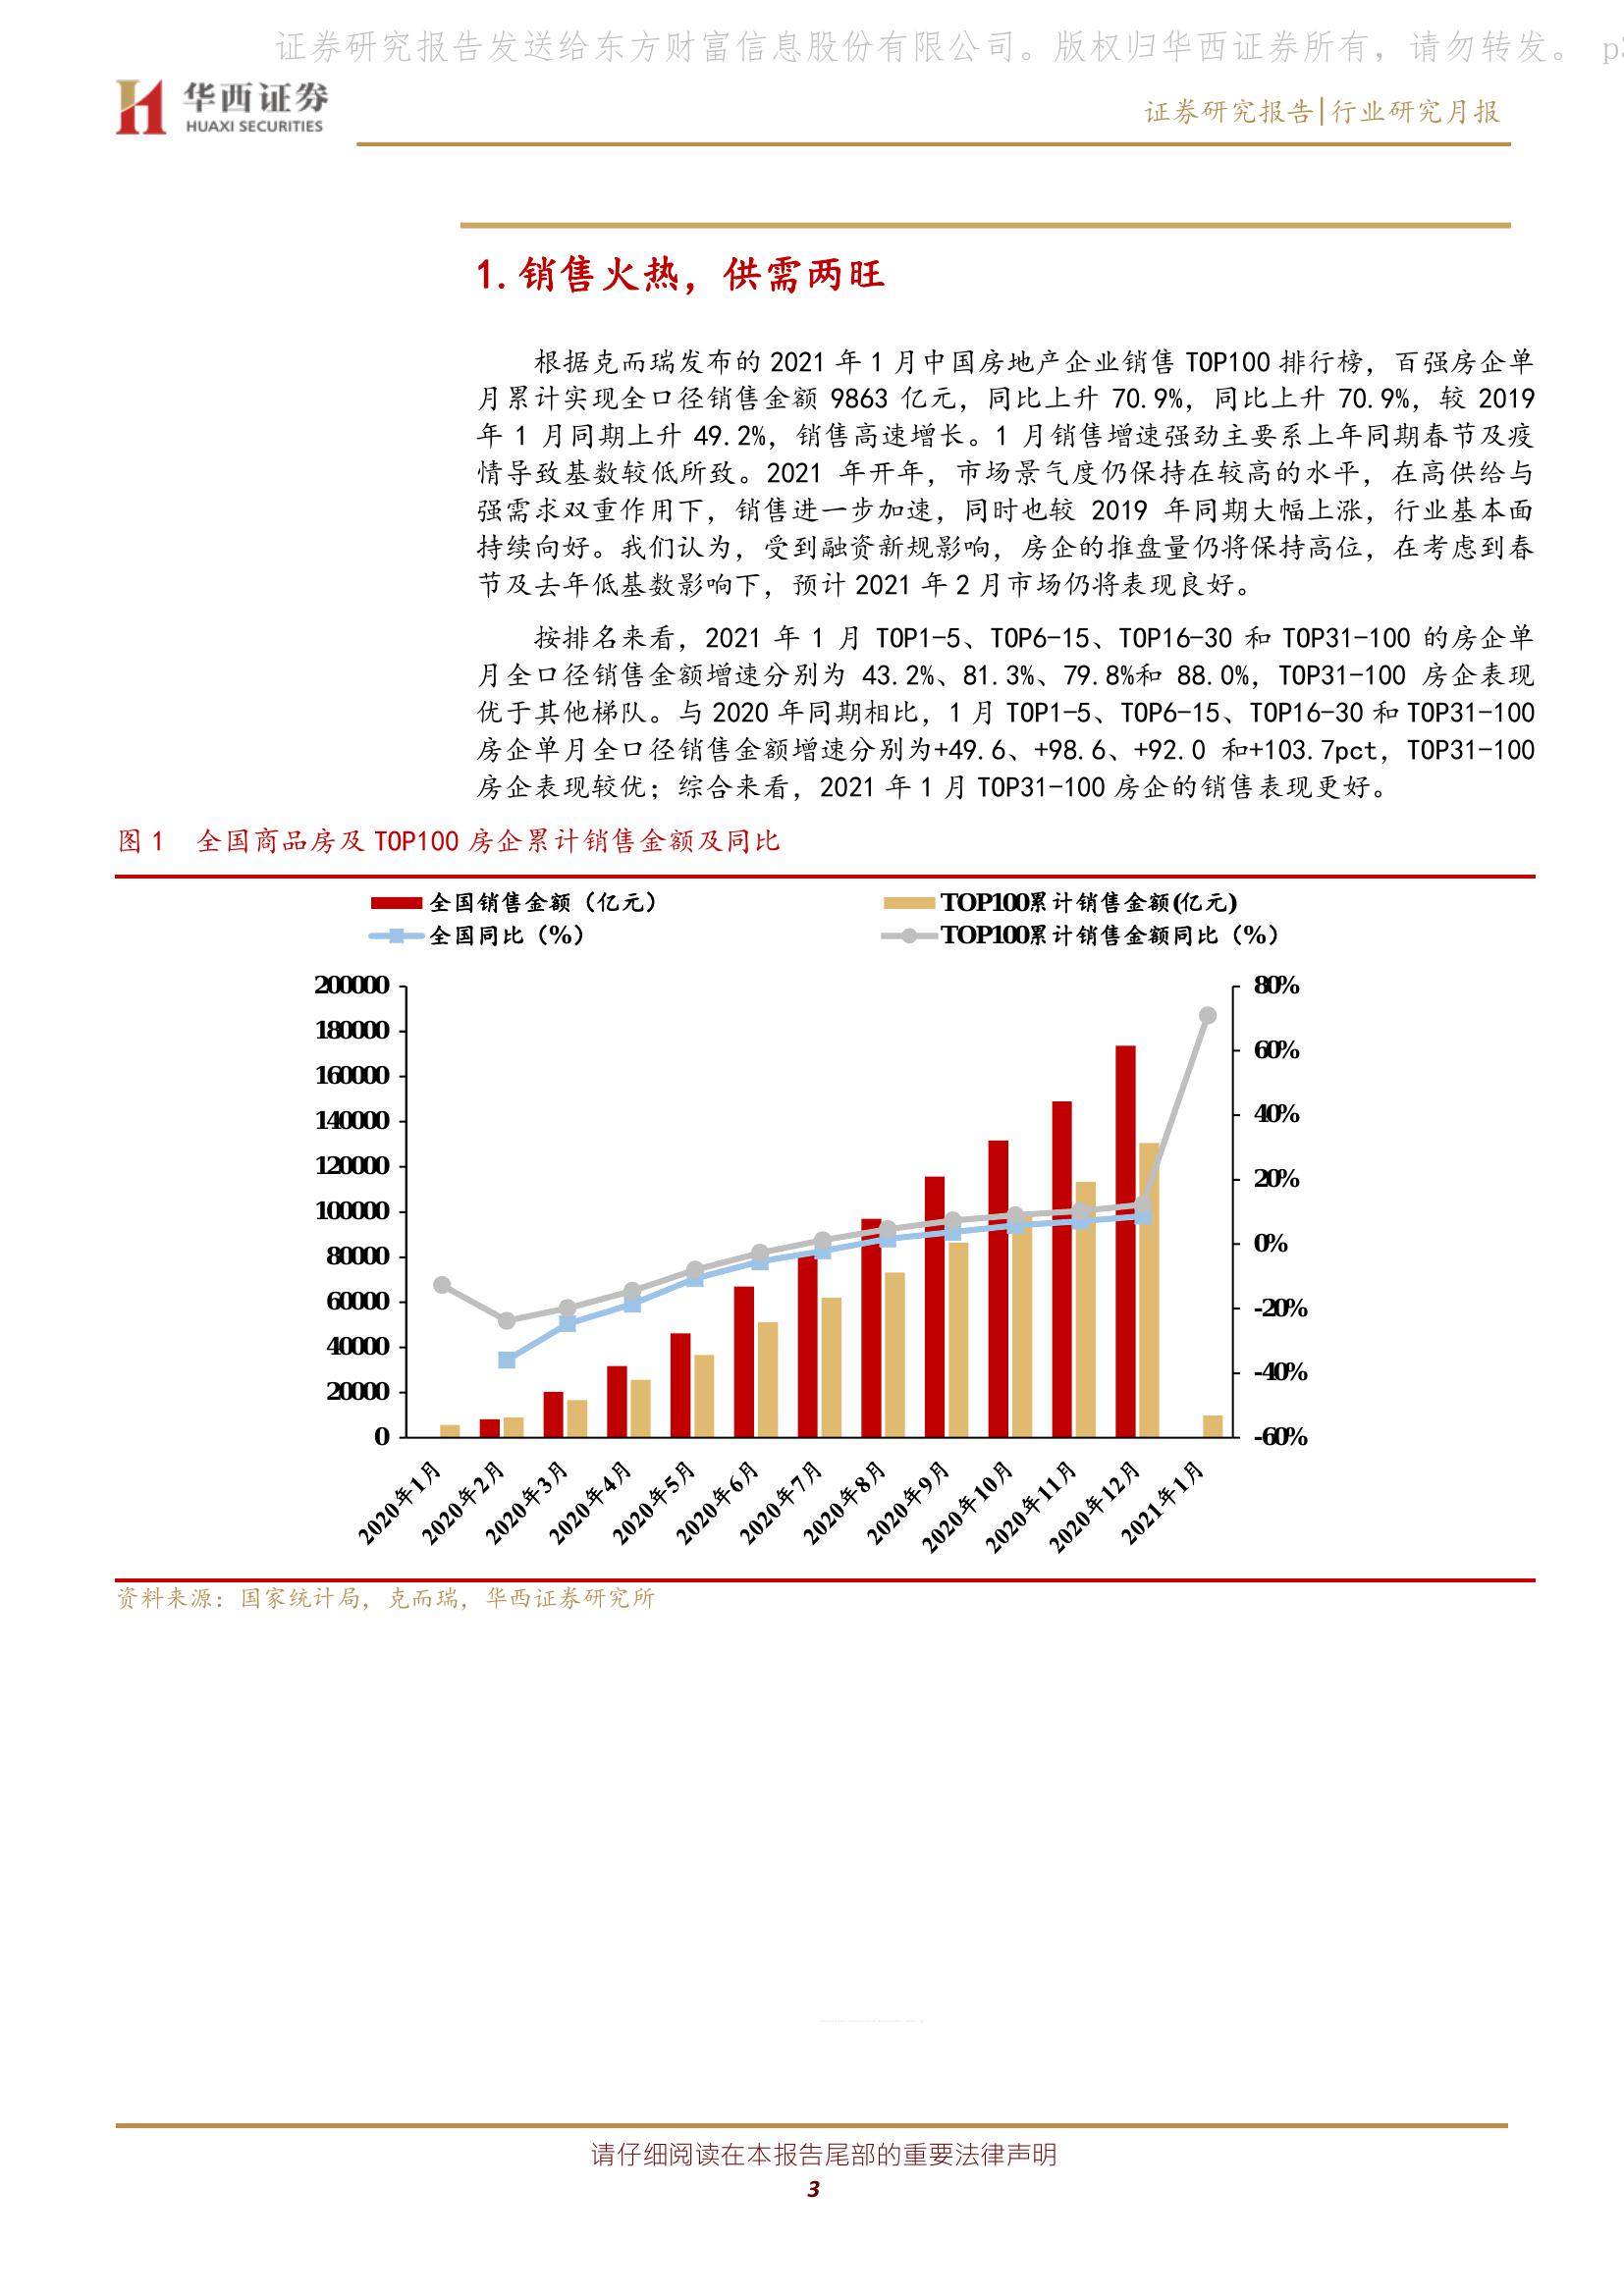 证券研究报告发送给东方财富信息股份有限公司。版权归华西证券所有，请勿转发。 p3
华西证券
HUAXI SECURITIES
证券研究报告|行业研究月报
1. 销售火热，供需两旺
根据克而瑞发布的 2021 年 1 月中国房地产企业销售 TOP100 排行榜，百强房企单
月累计实现全口径销售金额 9863 亿元，同比上升 70.9%，同比上升 70.9%，较 2019
年 1 月同期上升 49.2%，销售高速增长。1 月销售增速强劲主要系上年同期春节及疫
情导致基数较低所致。2021 年开年，市场景气度仍保持在较高的水平，在高供给与
强需求双重作用下，销售进一步加速，同时也较 2019 年同期大幅上涨，行业基本面
持续向好。我们认为，受到融资新规影响，房企的推盘量仍将保持高位，在考虑到春
节及去年低基数影响下，预计 2021 年 2 月市场仍将表现良好。
按排名来看，2021 年 1 月 TOP1-5、TOP6-15、TOP16-30 和 TOP31-100 的房企单
月全口径销售金额增速分别为 43.2%、81.3%、79.8%和 88.0%，TOP31-100 房企表现
优于其他梯队。与 2020 年同期相比，1 月 TOP1-5、TOP6-15、TOP16-30 和 TOP31-100
房企单月全口径销售金额增速分别为+49.6、+98.6、+92.0 和+103.7pct，TOP31-100
房企表现较优；综合来看，2021 年 1 月 TOP31-100 房企的销售表现更好。
图 1 全国商品房及 TOP100 房企累计销售金额及同比
全国销售金额（亿元） TOP100累计销售金额(亿元)
全国同比（%） TOP100累计销售金额同比（%）
200000 80%
180000
160000 60%
140000 40%
120000 20%
100000
80000 0%
60000 -20%
40000 -40%
20000
0 -60%
2020年1月 2020年2月 2020年3月 2020年4月 2020年5月 2020年6月 2020年7月 2020年8月 2020年9月 2020年10月 2020年11月 2020年12月 2021年1月
资料来源：国家统计局，克而瑞，华西证券研究所
请仔细阅读在本报告尾部的重要法律声明
3